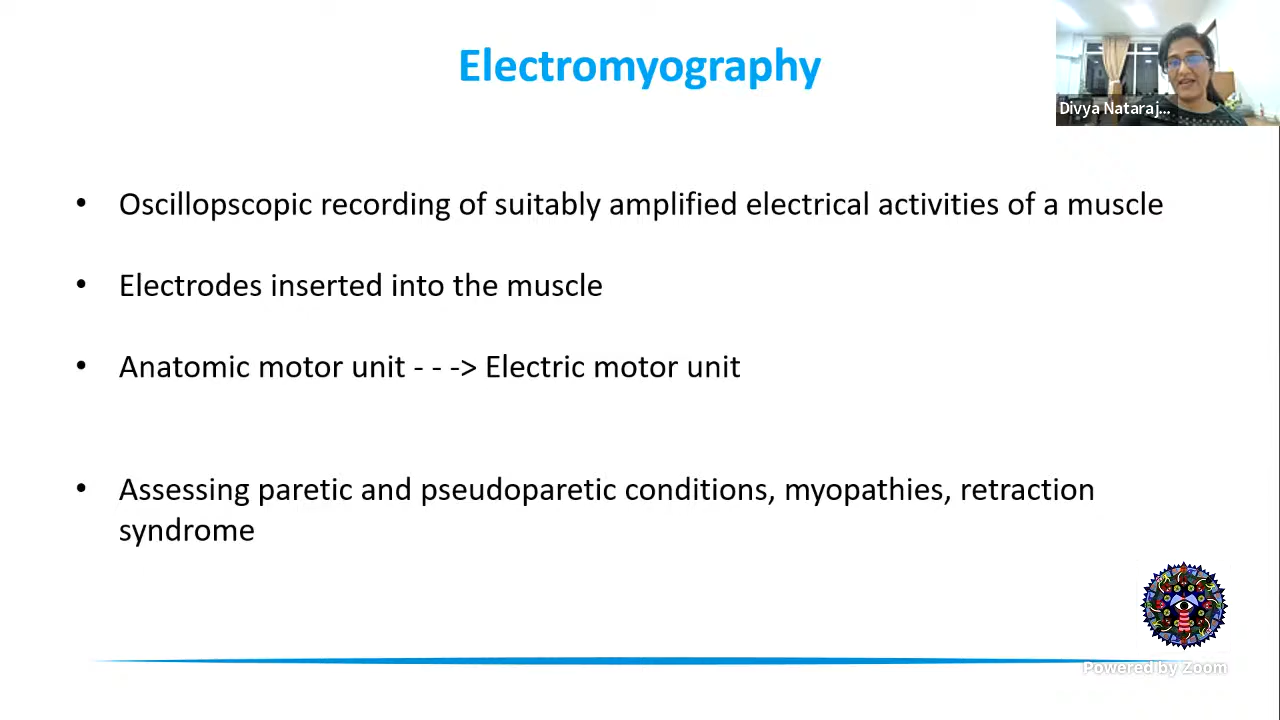 Electromyography
Divya Nataraj...
• Oscillopscopic recording of suitably amplified electrical activities of a muscle
• Electrodes inserted into the muscle
• Anatomic motor unit - - -> Electric motor unit
• Assessing paretic and pseudoparetic conditions, myopathies, retraction
syndrome
Powered by Zoom